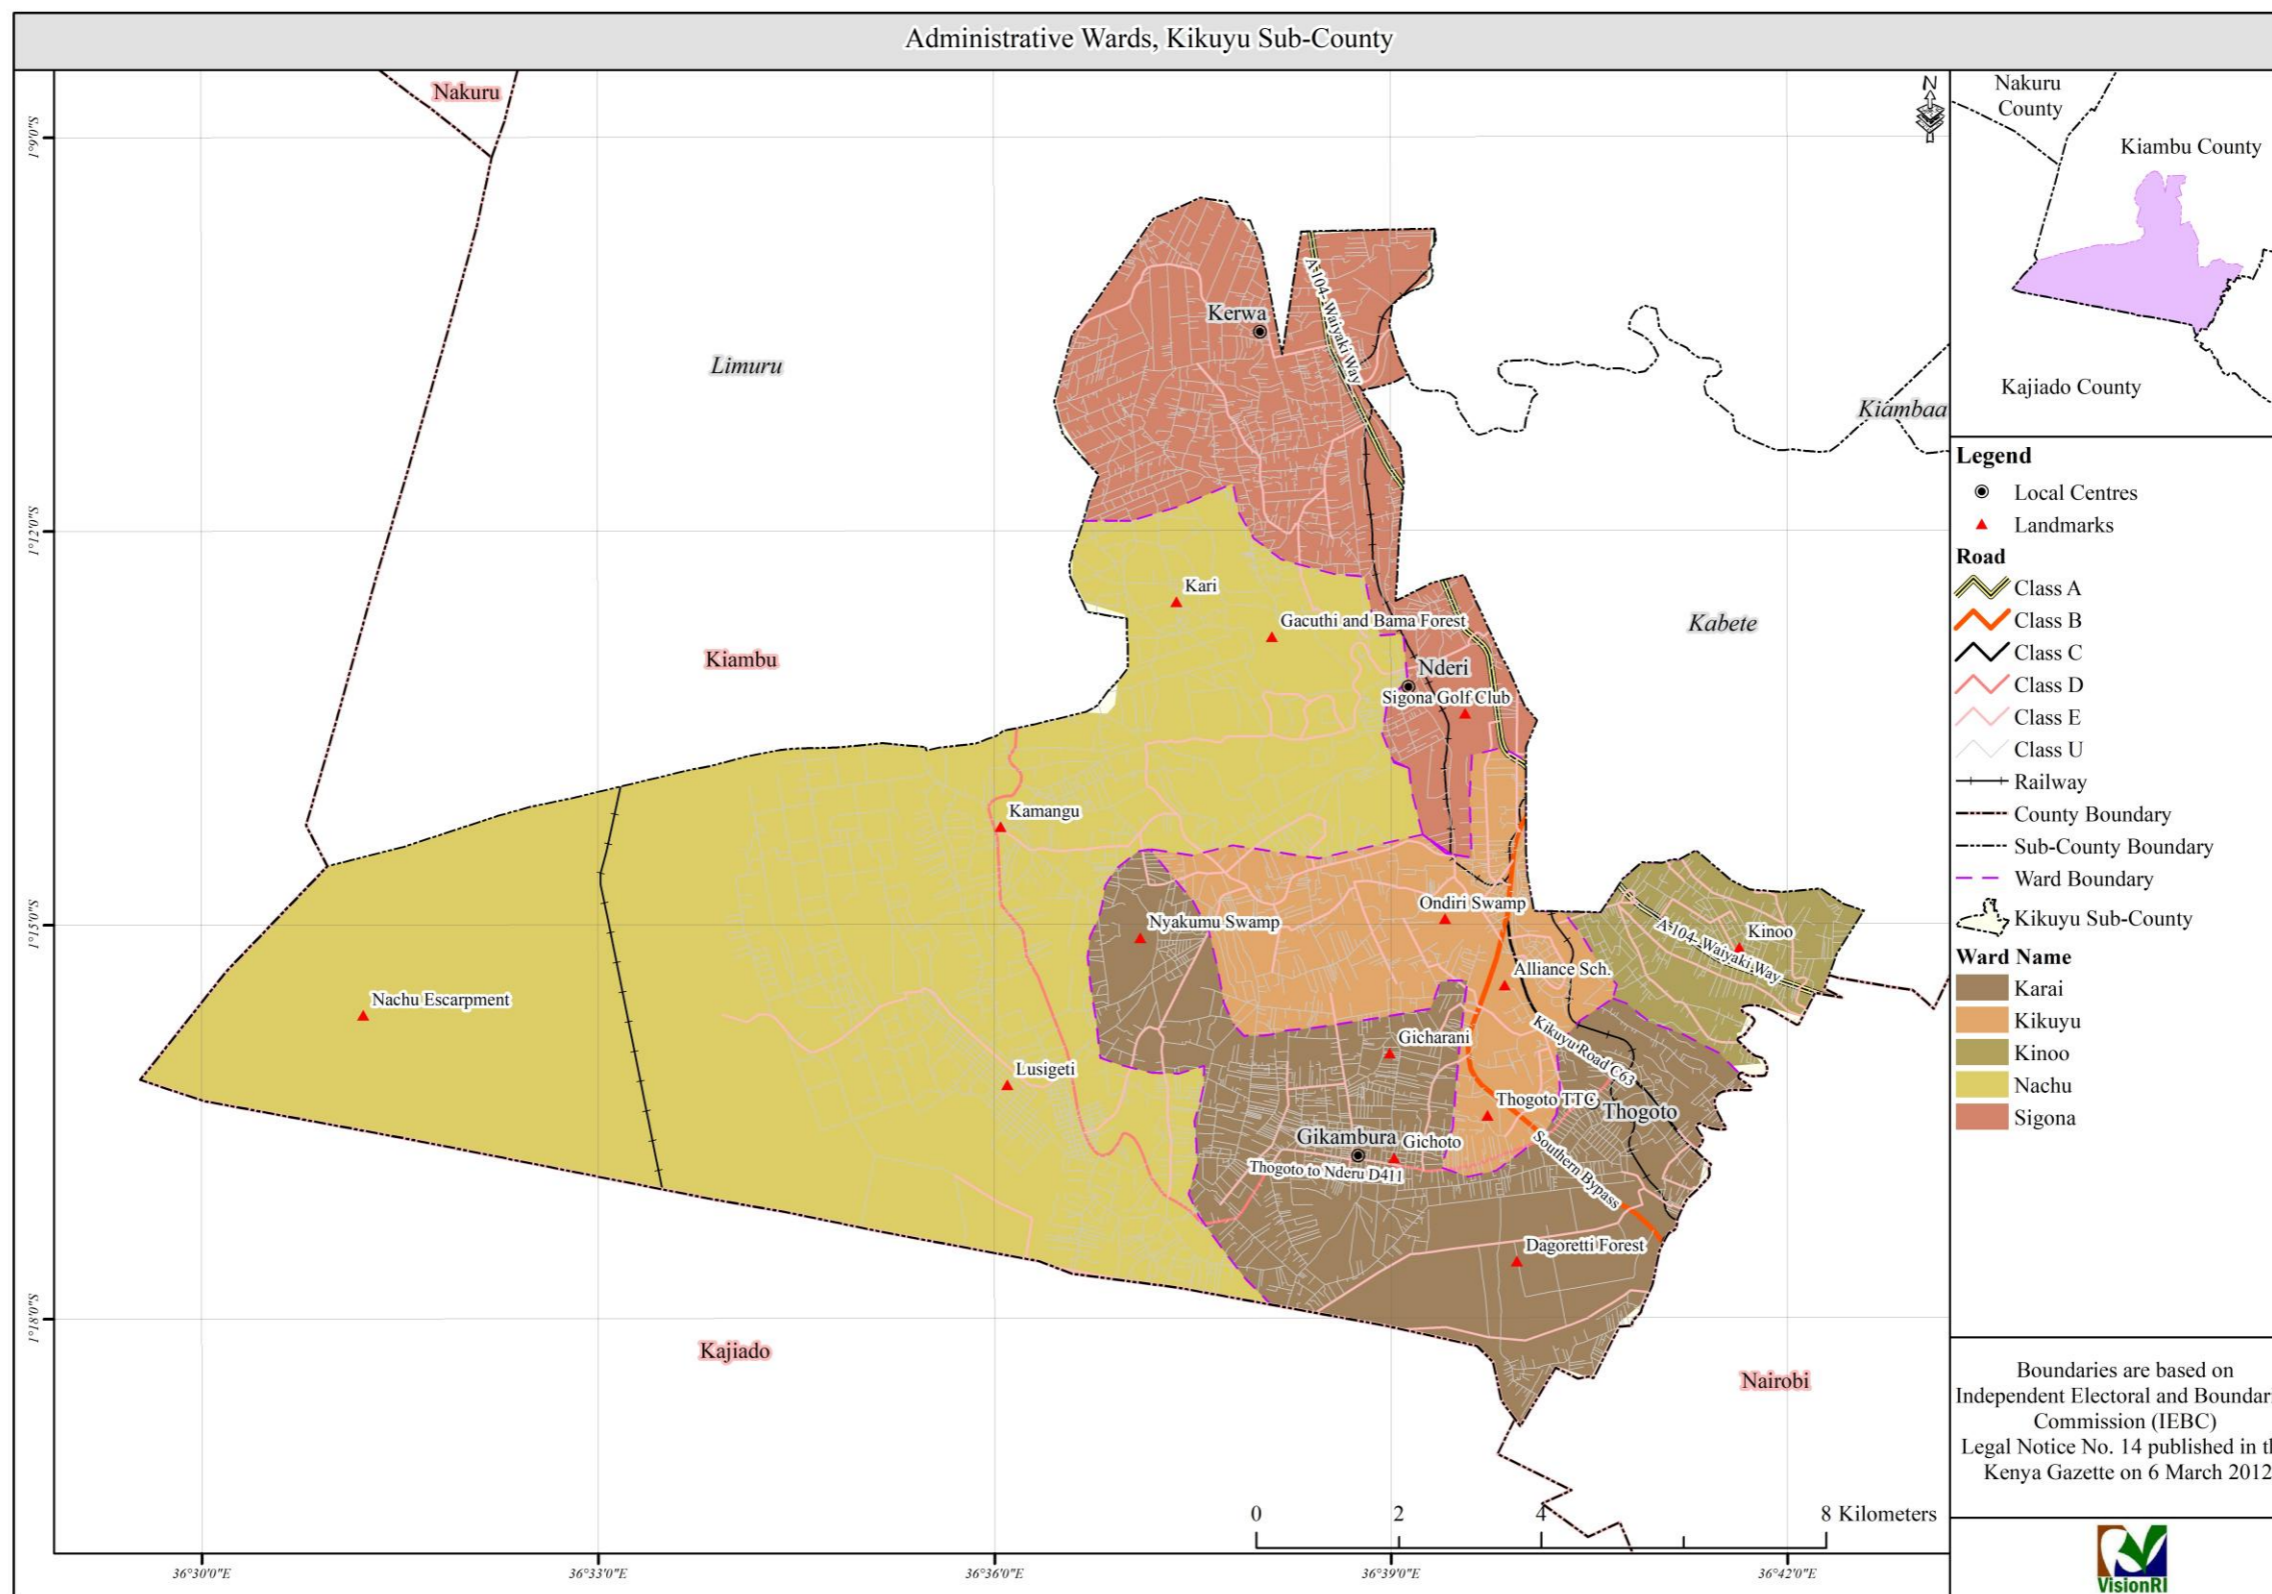 Administrative Wards, Kikuyu Sub-County
Nakuru
N
1°9'0"S
Kerwa
A 104- Waiyaki Way
Limuru
Kiambaa
1°12'0"S
Kari
Gacuthi and Bama Forest
Kabete
Kiambu
Nderi
Sigona Golf Club
Kamangu
Ondiri Swamp
Nyakumu Swamp
Kinoo
A 104- Waiyaki Way
1°15'0"S
Alliance Sch.
Nachu Escarpment
Kikuyu Road C63
Gicharani
Lusigeti
Thogoto TTC
Thogoto
Gikambura
Gichoto
Thogoto to Nderu D411
Southern Bypass
Dagoretti Forest
1°18'0"S
Kajiado
Nairobi
0 2 4 8 Kilometers
36°30'0"E 36°33'0"E 36°36'0"E 36°39'0"E 36°42'0"E
Nakuru
County
Kiambu County
Kajiado County
Legend
Local Centres
Landmarks
Road
Class A
Class B
Class C
Class D
Class E
Class U
Railway
County Boundary
Sub-County Boundary
Ward Boundary
Kikuyu Sub-County
Ward Name
Karai
Kikuyu
Kinoo
Nachu
Sigona
Boundaries are based on
Independent Electoral and Boundari
Commission (IEBC)
Legal Notice No. 14 published in th
Kenya Gazette on 6 March 2012
VisionRI